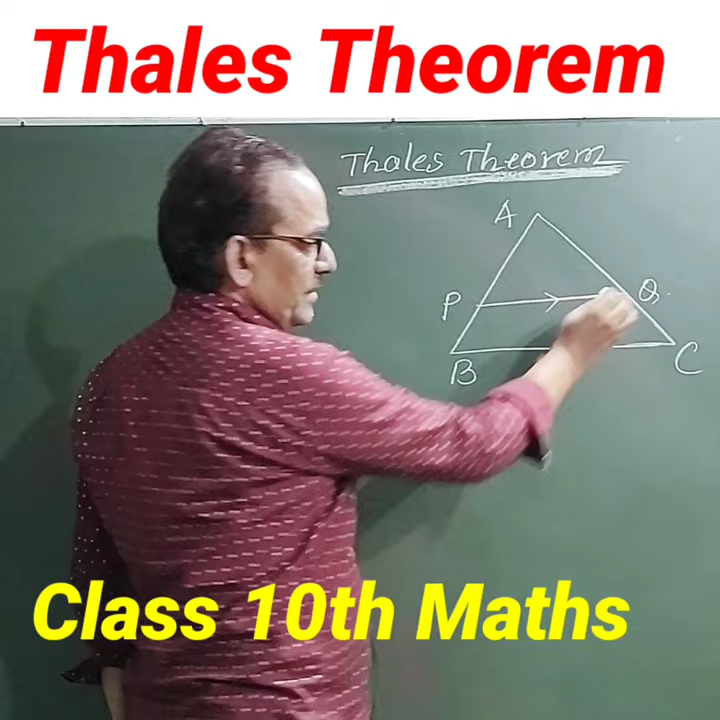 Thales Theorem
Thales Theorem
A
P Q
B C
Class 10th Maths